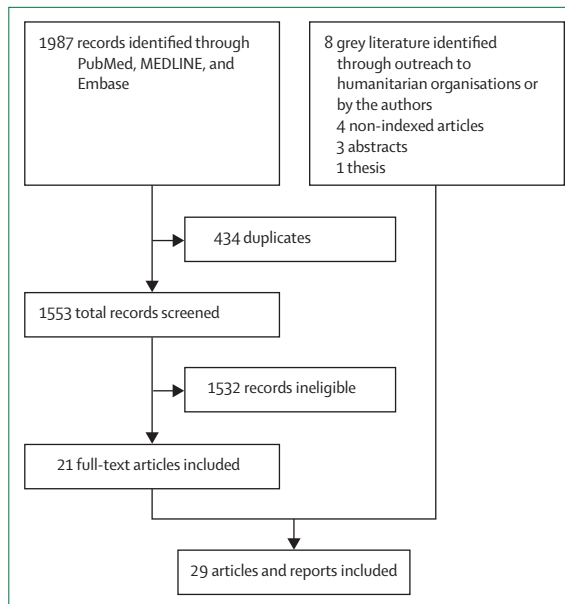 1987 records identified through
PubMed, MEDLINE, and
Embase
8 grey literature identified
through outreach to
humanitarian organisations or
by the authors
4 non-indexed articles
3 abstracts
1 thesis
434 duplicates
1553 total records screened
1532 records ineligible
21 full-text articles included
29 articles and reports included